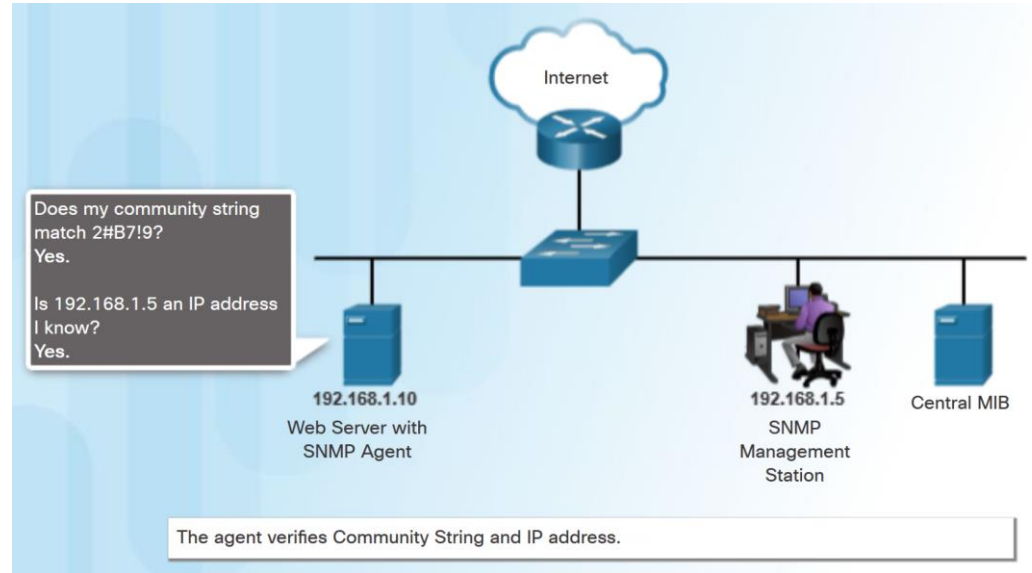 Internet
Does my community string
match 2#B7!9?
Yes.
Is 192.168.1.5 an IP address
I know?
Yes.
192.168.1.10
Web Server with
SNMP Agent
192.168.1.5
SNMP
Management
Station
Central MIB
The agent verifies Community String and IP address.